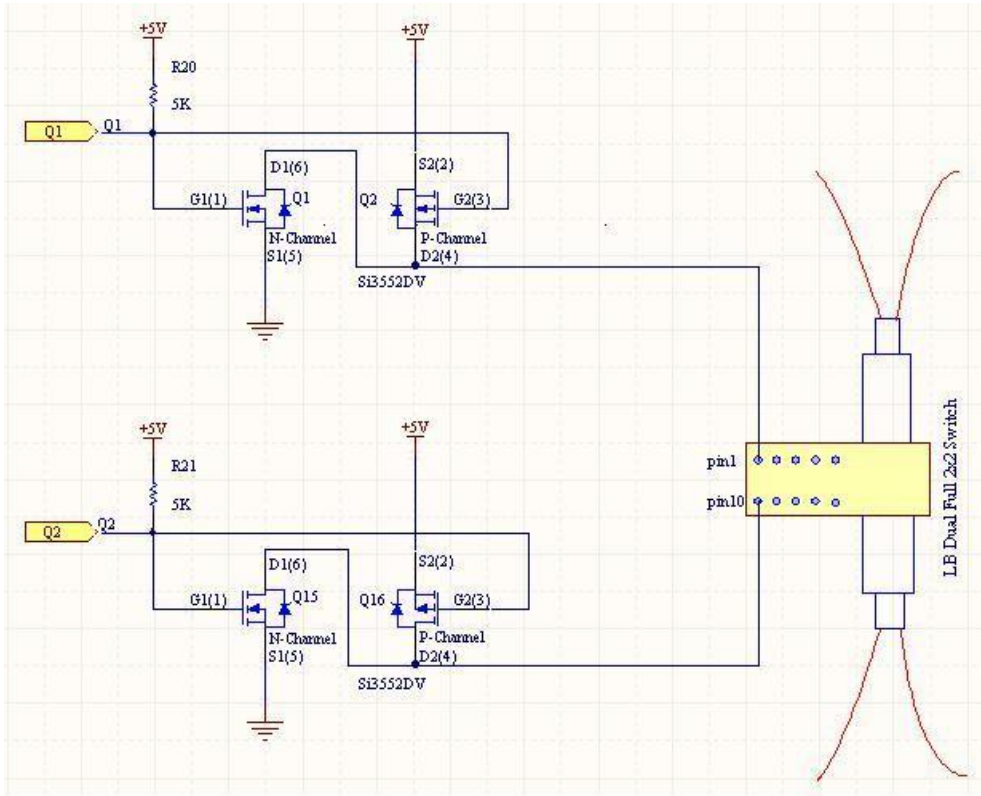 +5V
+5V
R20
5K
Q1
Q1
D1(6)
S2(2)
G1(1)
Q1
Q2
G2(3)
N-Channel
P-Channel
S1(5)
D2(4)
Si3552DV
+5V
+5V
R21
5K
pin1
pin10
LB Dual Full 2x2 Switch
Q2
Q2
D1(6)
S2(2)
G1(1)
Q15
Q16
G2(3)
N-Channel
P-Channel
S1(5)
D2(4)
Si3552DV